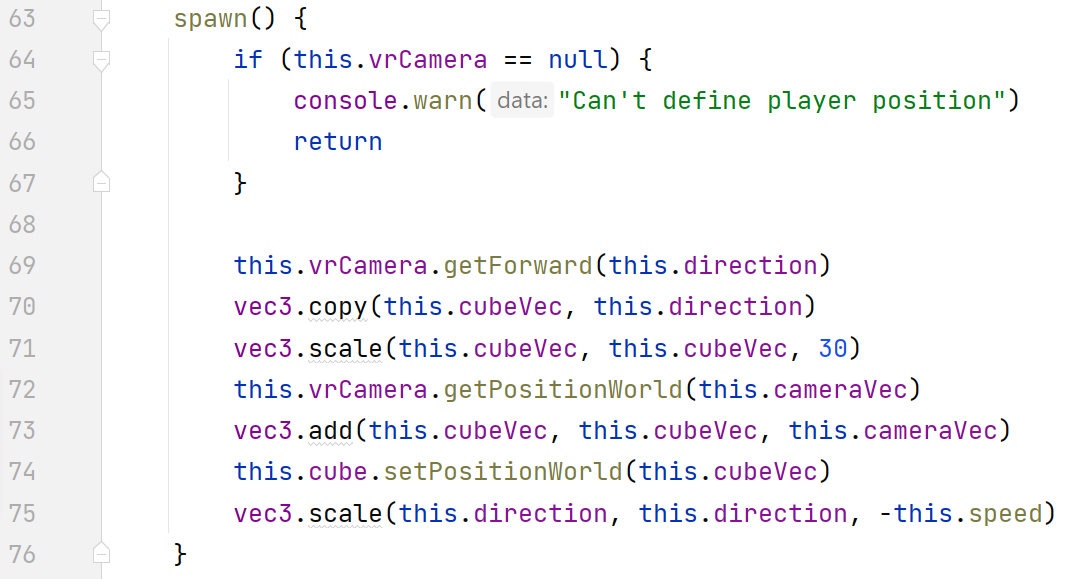 63 spawn() {
64 if (this.vrCamera == null) {
65 console.warn( data: "Can't define player position")
66 return
67 }
68
69 this.vrCamera.getForward(this.direction)
70 vec3.copy(this.cubeVec, this.direction)
71 vec3.scale(this.cubeVec, this.cubeVec, 30)
72 this.vrCamera.getPositionWorld(this.cameraVec)
73 vec3.add(this.cubeVec, this.cubeVec, this.cameraVec)
74 this.cube.setPositionWorld(this.cubeVec)
75 vec3.scale(this.direction, this.direction, -this.speed)
76 }